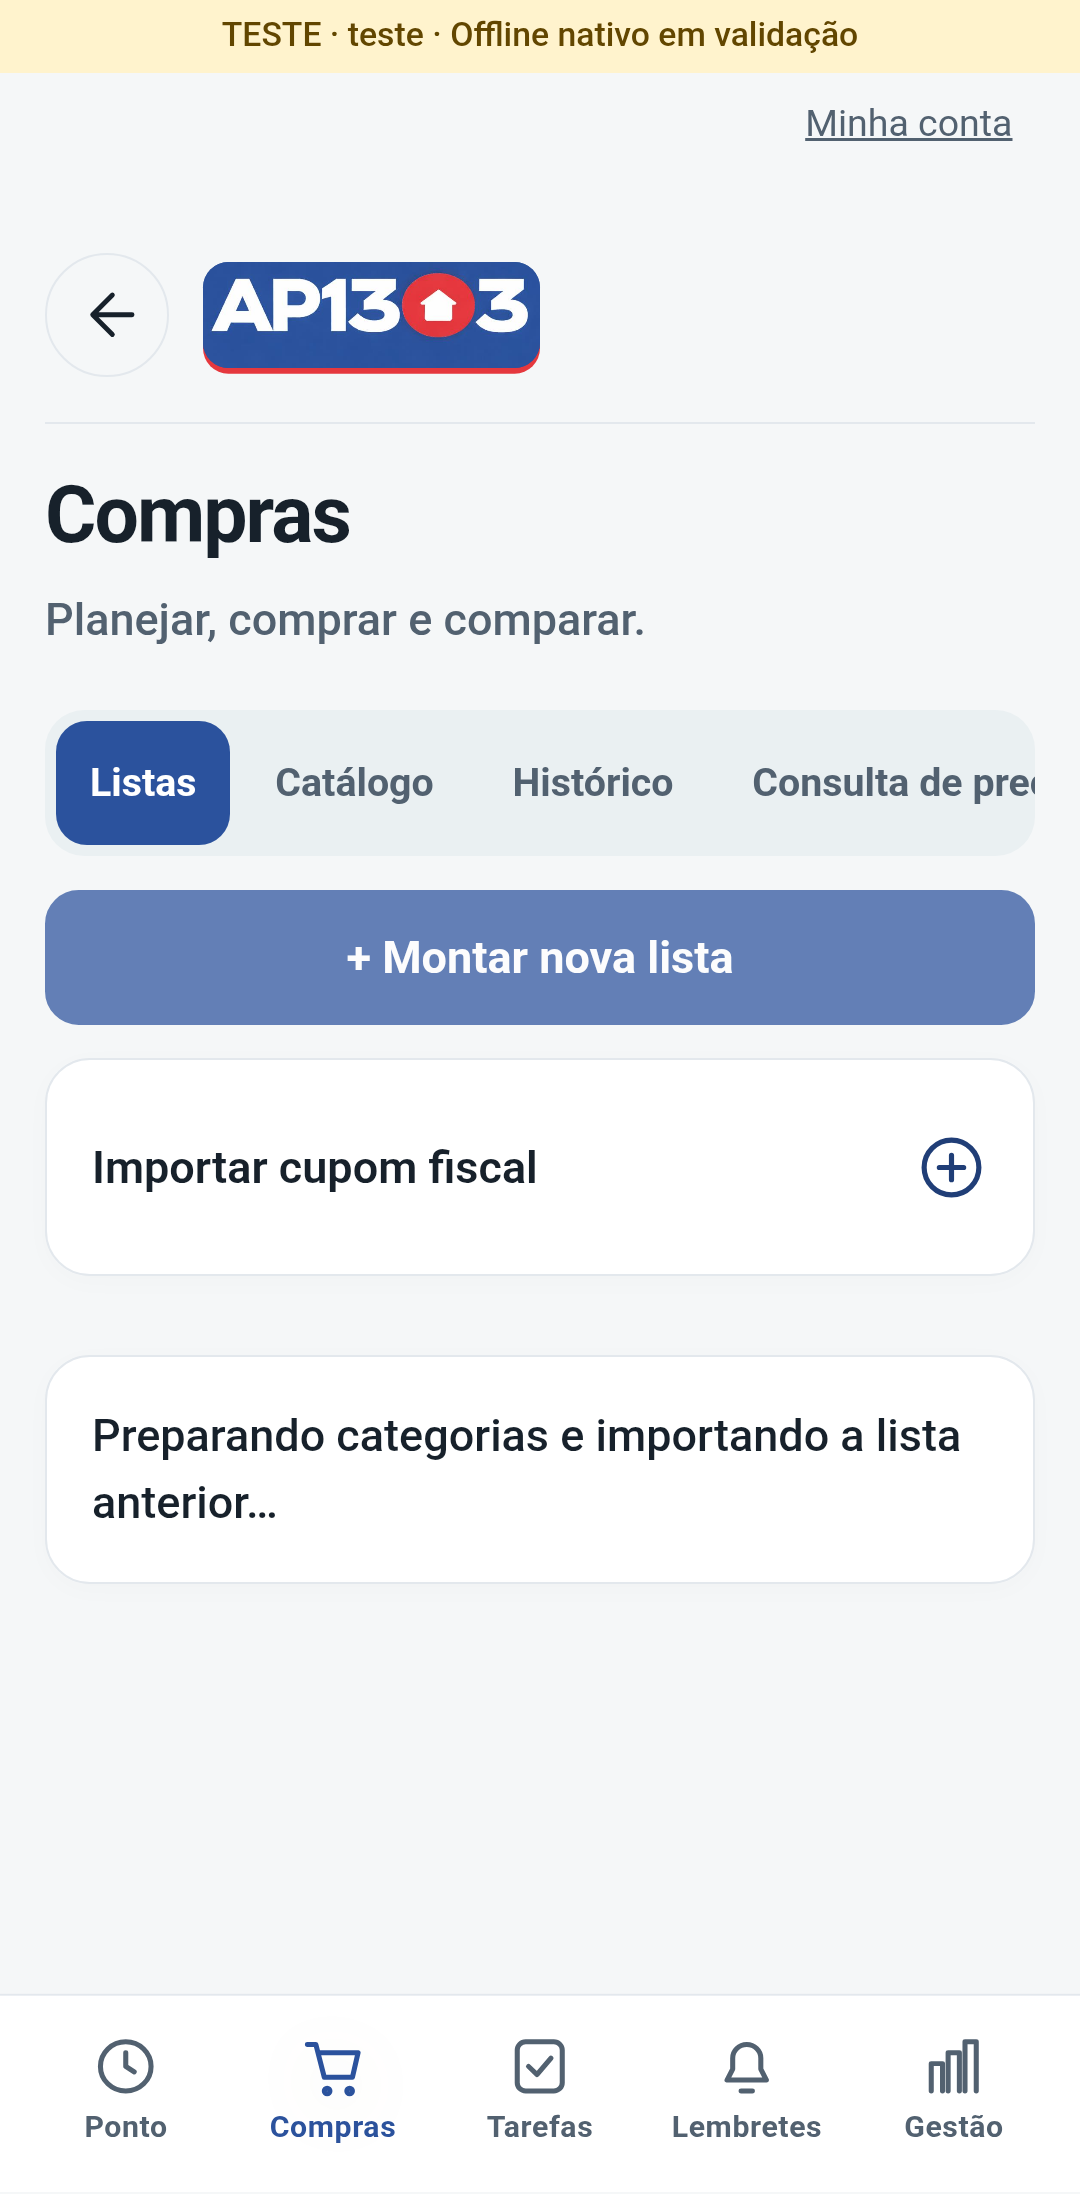 TESTE · teste · Offline nativo em validação
Minha conta
AP1303
Compras
Planejar, comprar e comparar.
Listas
Catálogo
Histórico
Consulta de
+ Montar nova lista
Importar cupom fiscal
Preparando categorias e importando a lista
anterior...
Ponto
Compras
Tarefas
Lembretes
Gestão